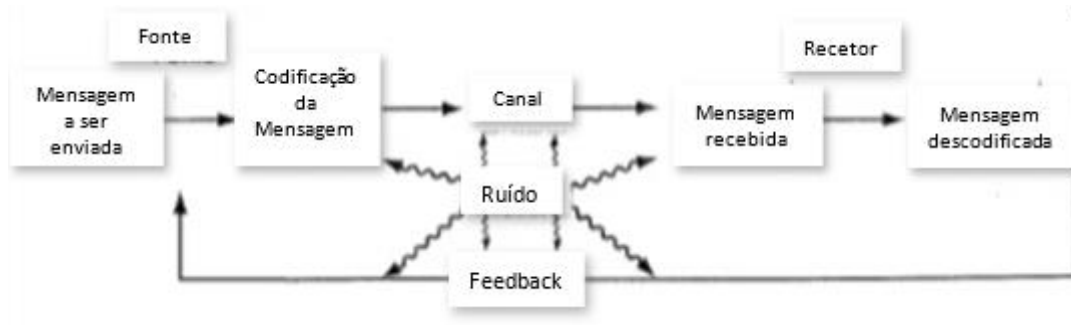 Fonte
Mensagem
a ser
enviada
Codificação
da
Mensagem
Canal
Recetor
Mensagem
recebida
Mensagem
descodificada
Ruído
Feedback